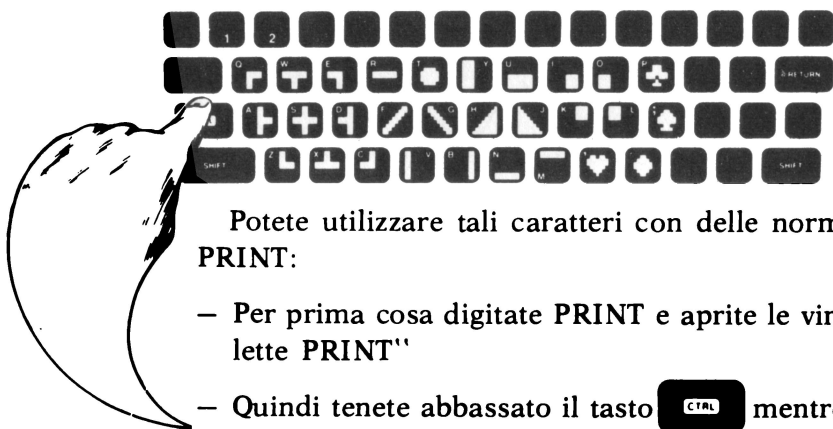 1 2
Q W E R T Y U I O P RETURN
A S D F G H J K L ;
SHIFT Z X C V B N M , . SHIFT
Potete utilizzare tali caratteri con delle norm
PRINT:
– Per prima cosa digitate PRINT e aprite le vir
lette PRINT"
– Quindi tenete abbassato il tasto CTRL mentre